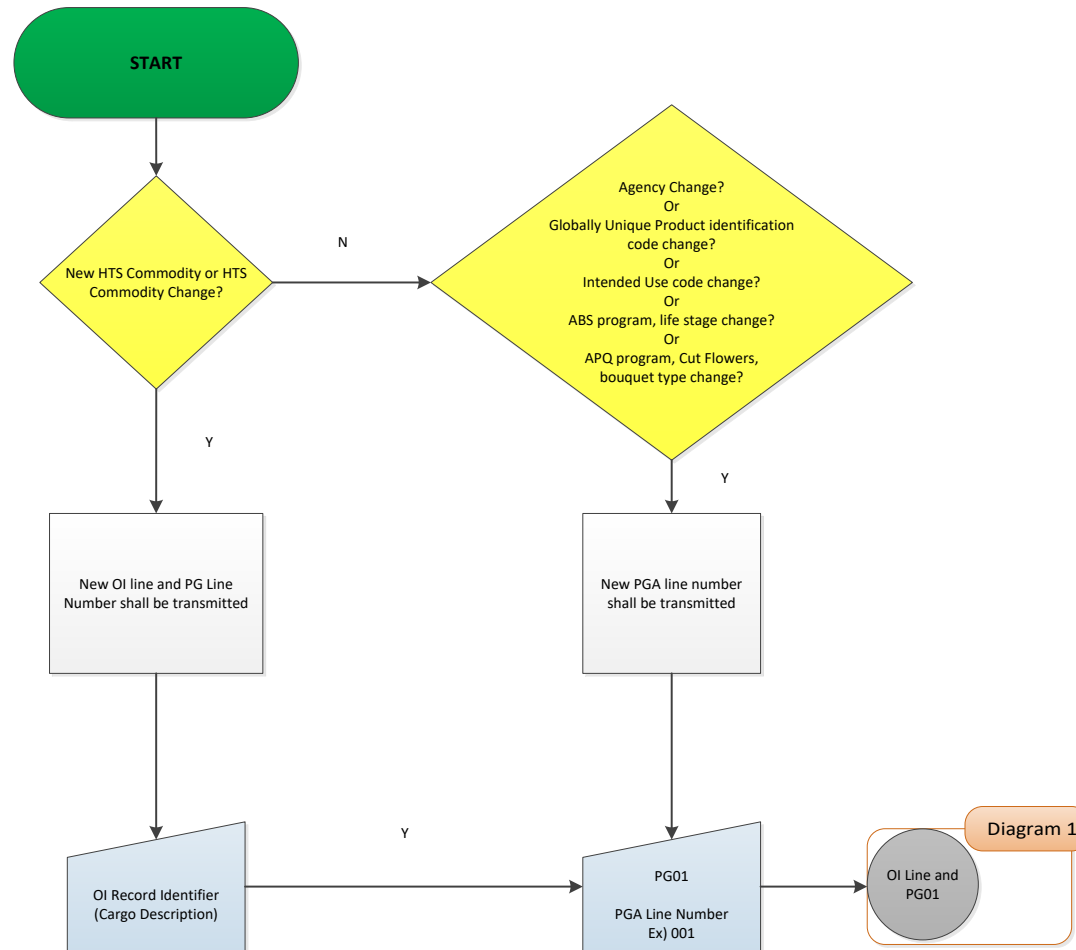 START
New HTS Commodity or HTS
Commodity Change?
N
Agency Change?
Or
Globally Unique Product identification
code change?
Or
Intended Use code change?
Or
ABS program, life stage change?
Or
APQ program, Cut Flowers,
bouquet type change?
Y
Y
New OI line and PG Line
Number shall be transmitted
New PGA line number
shall be transmitted
Y
OI Record Identifier
(Cargo Description)
PG01
PGA Line Number
Ex) 001
Diagram 1
OI Line and
PG01